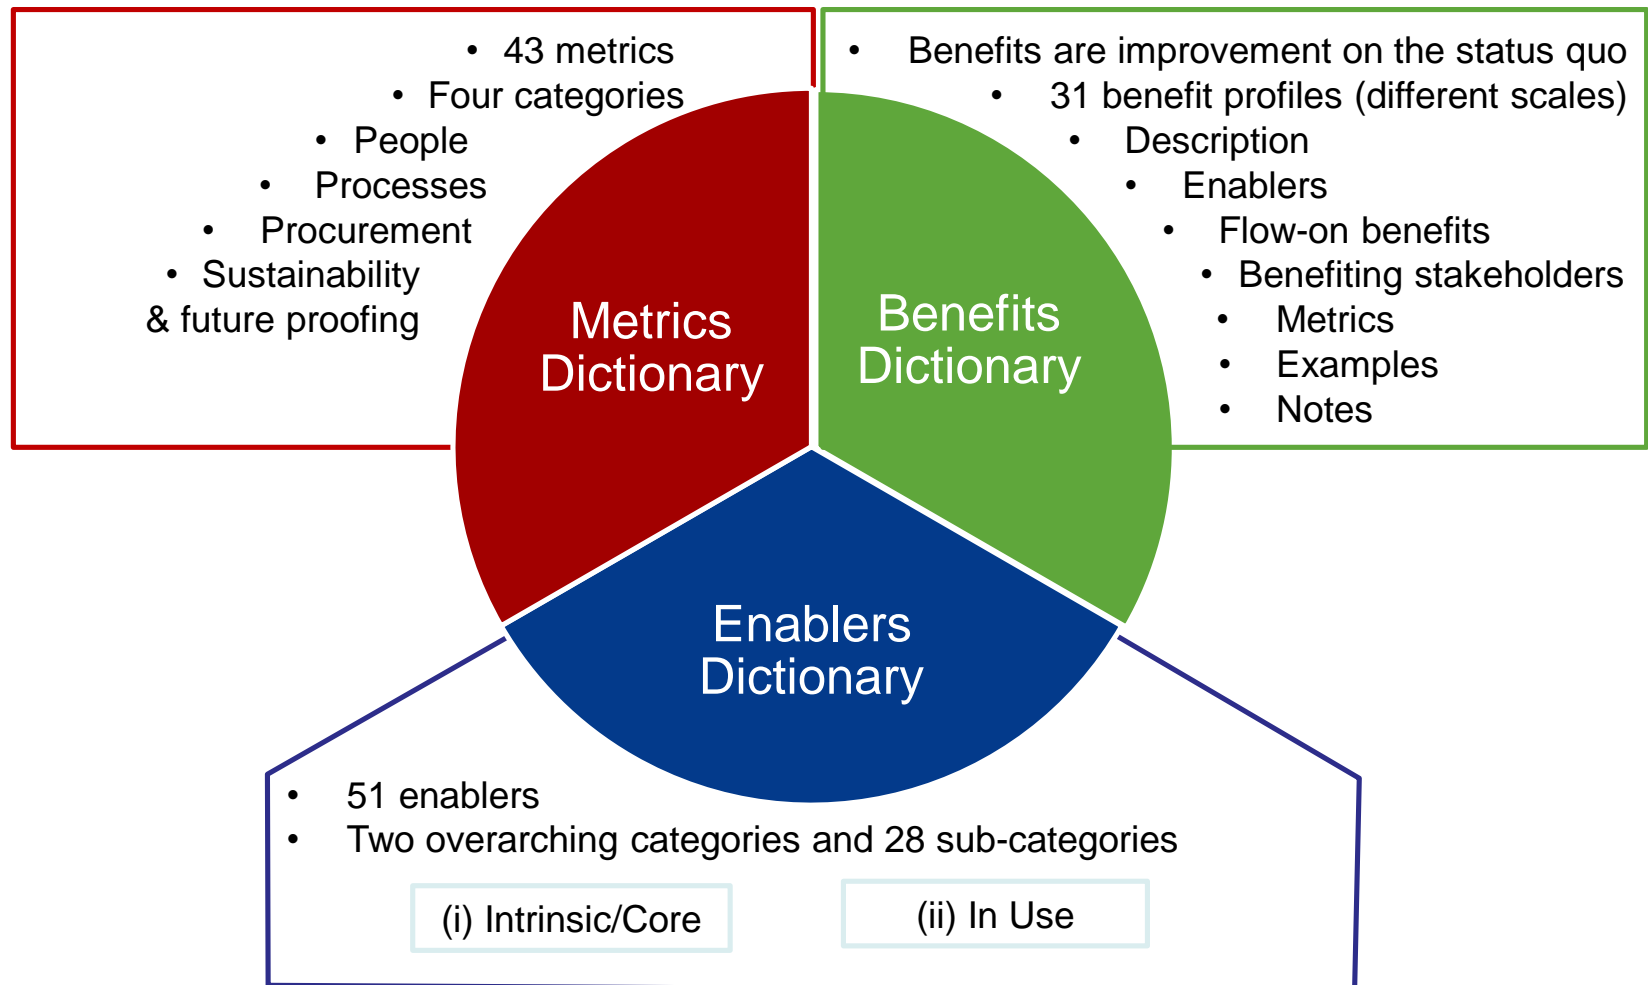 • 43 metrics
• Four categories
• People
• Processes
• Procurement
• Sustainability
& future proofing
• Benefits are improvement on the status quo
• 31 benefit profiles (different scales)
• Description
• Enablers
• Flow-on benefits
• Benefiting stakeholders
• Metrics
• Examples
• Notes
Metrics
Dictionary
Benefits
Dictionary
Enablers
Dictionary
• 51 enablers
• Two overarching categories and 28 sub-categories
(i) Intrinsic/Core
(ii) In Use